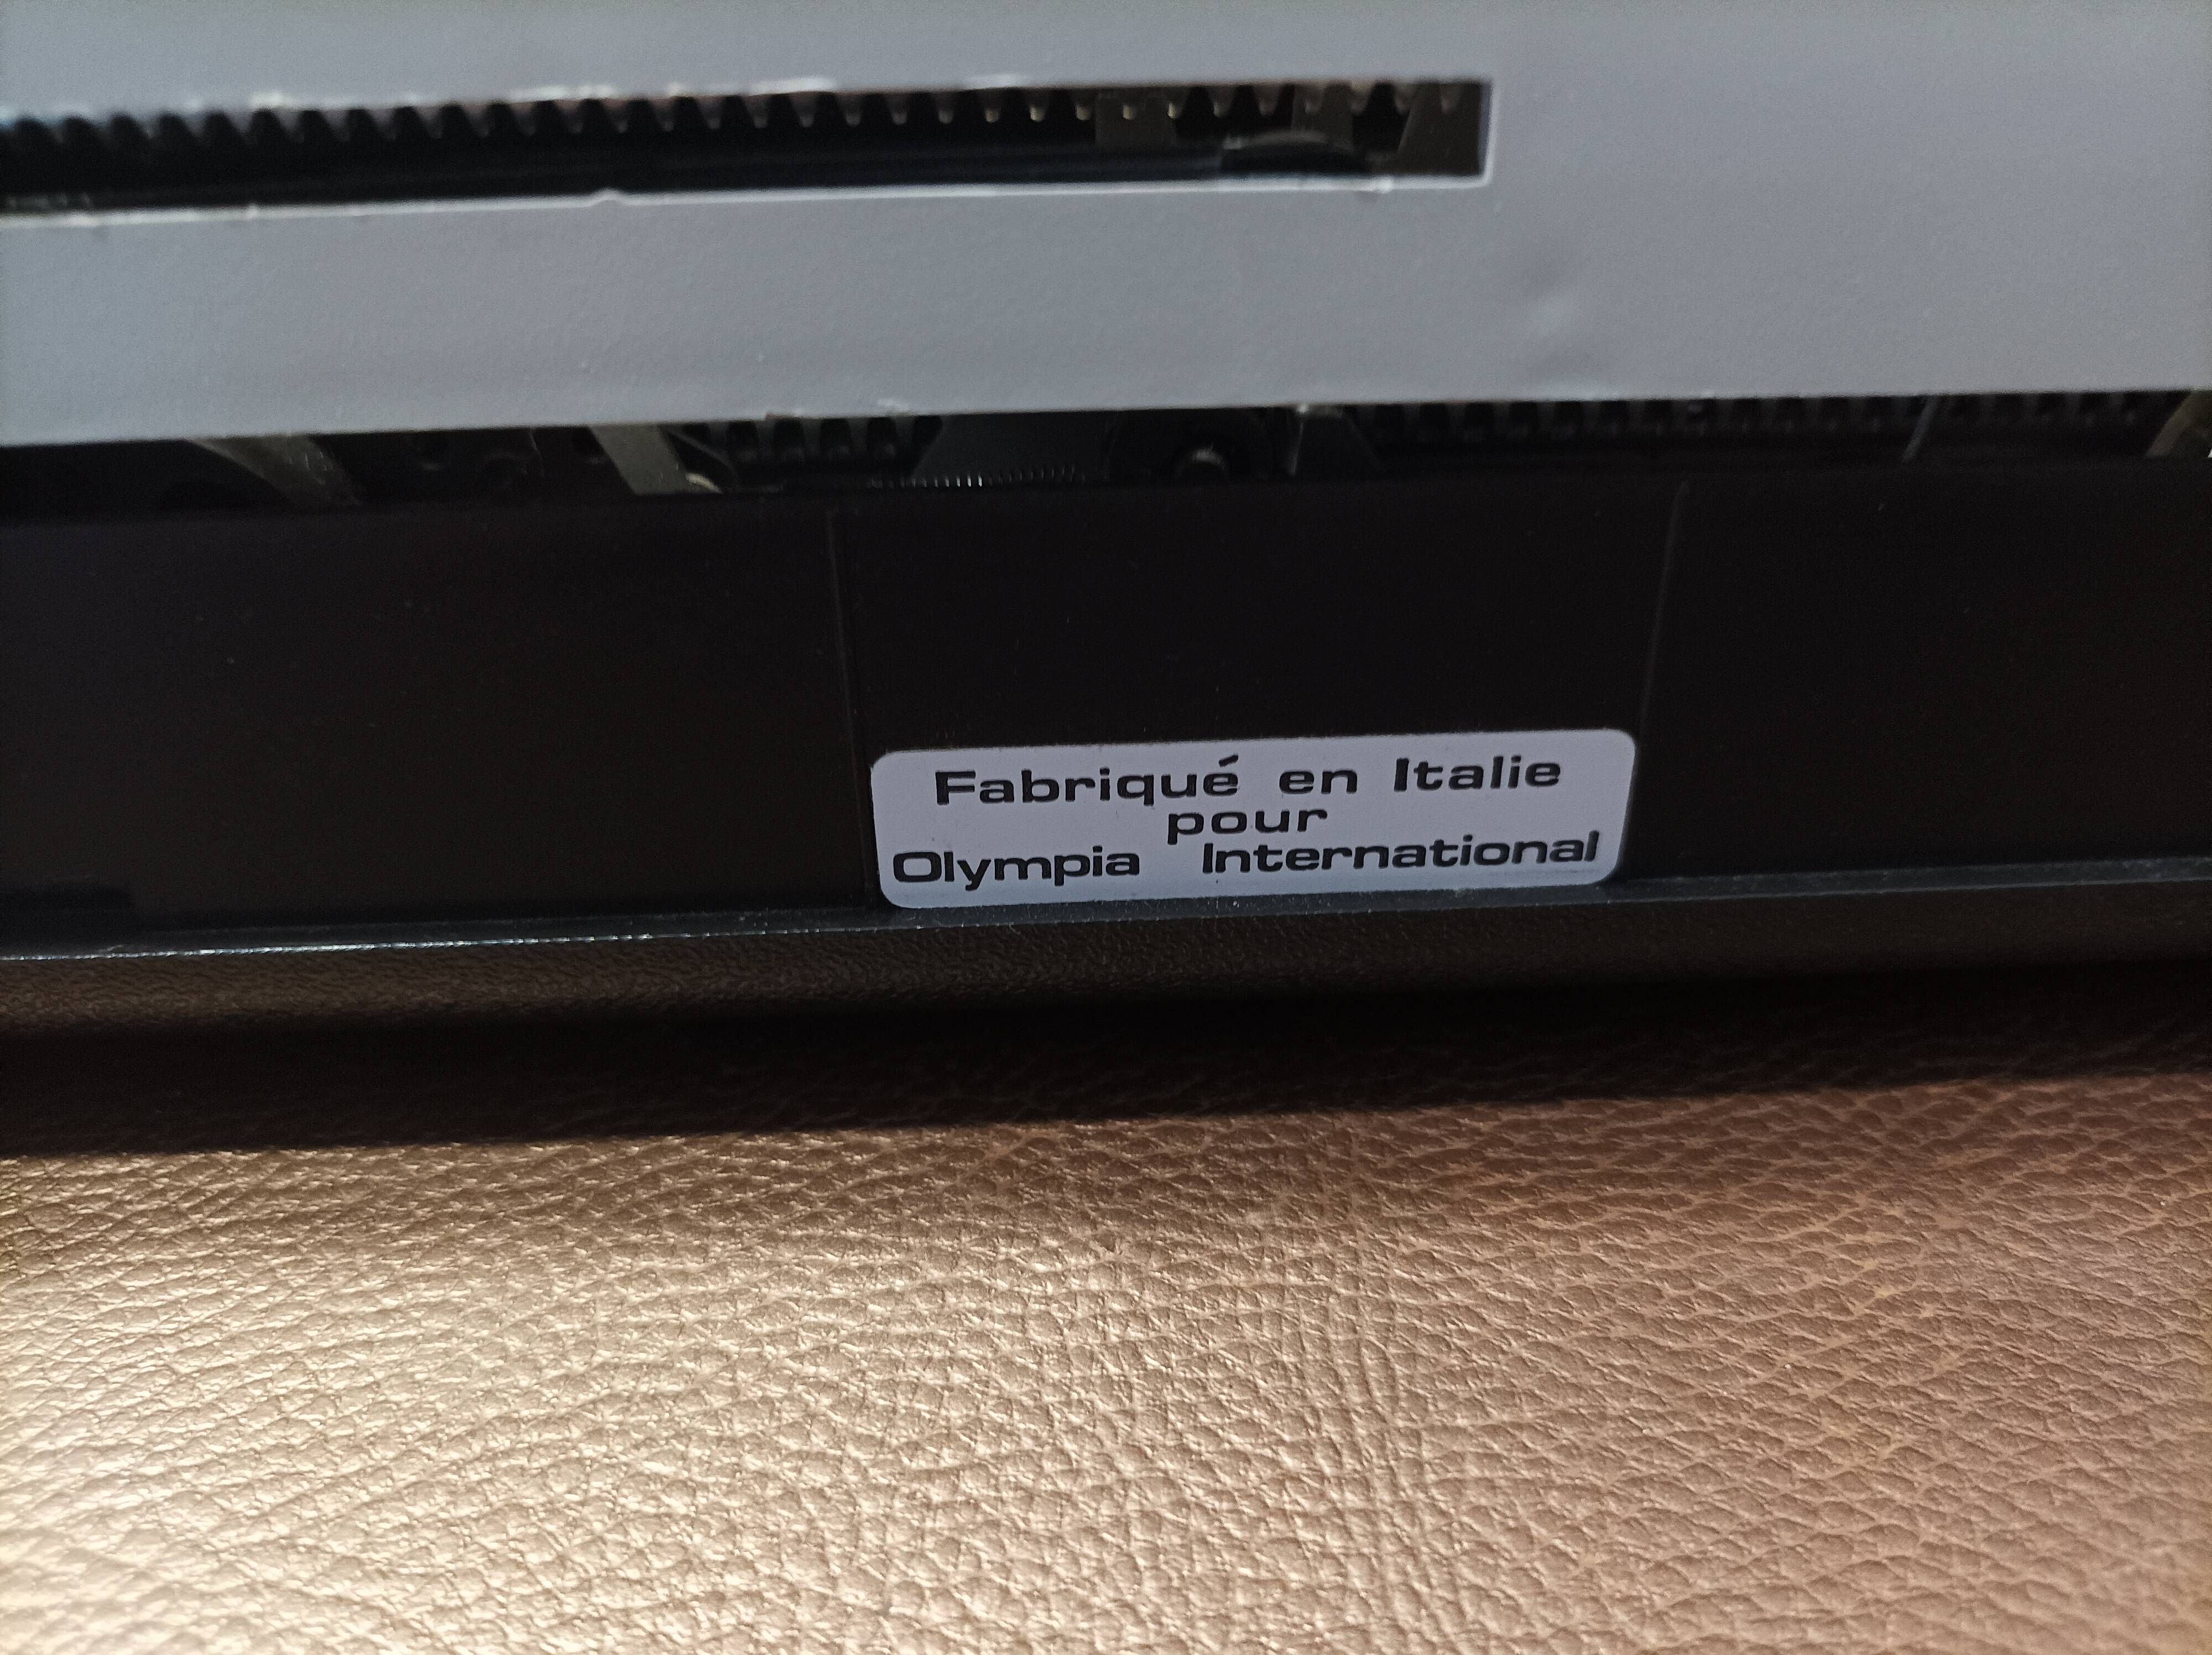 Fabriqué en Italie
pour
Olympia International